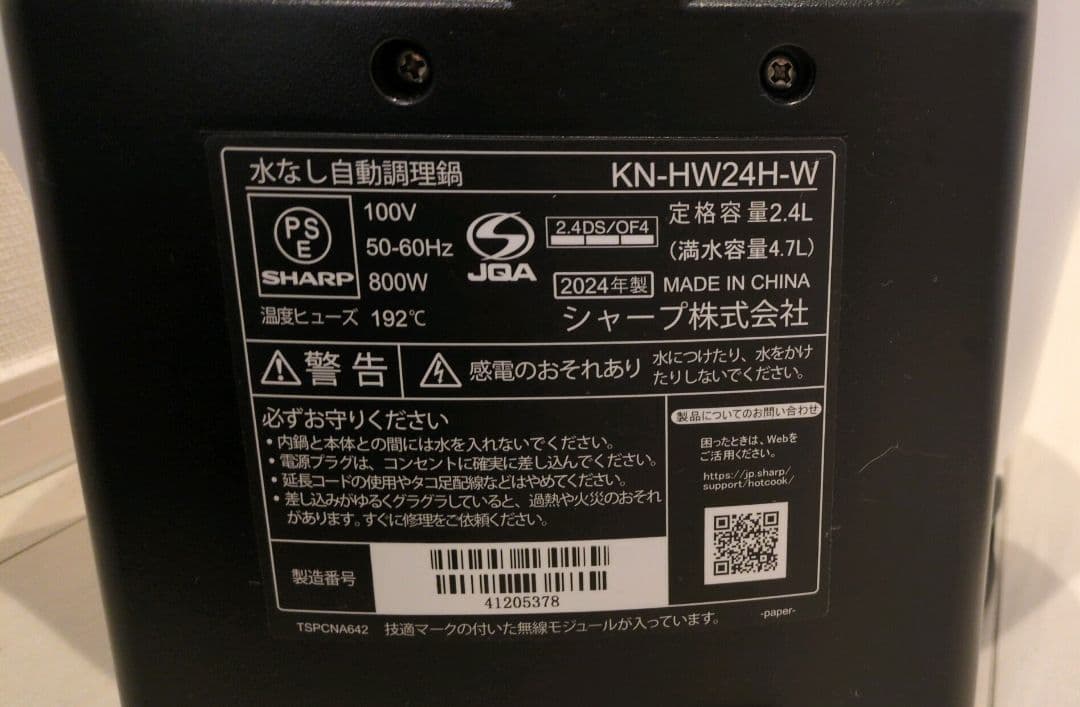 水なし自動調理鍋 KN-HW24H-W
PSE
SHARP
100V
50-60Hz
800W
温度ヒューズ 192℃
JQA
2.4DS/OF4
定格容量2.4L
(満水容量4.7L)
2024年製 MADE IN CHINA
シャープ株式会社
警告
感電のおそれあり
水につけたり、水をかけ
たりしないでください。
必ずお守りください
・内鍋と本体との間には水を入れないでください。
・電源プラグは、コンセントに確実に差し込んでください。
・延長コードの使用やタコ足配線などはやめてください。
・差し込みがゆるくグラグラしていると、過熱や火災のおそれ
があります。すぐに修理をご依頼ください。
製品についてのお問い合わせ
困ったときは、Webを
ご活用ください。
https://jp.sharp/
support/hotcook/
製造番号
41205378
TSPCNA642 技適マークの付いた無線モジュールが入っています。
-paper-